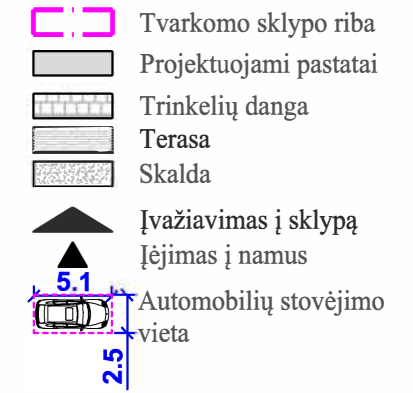 Tvarkomo sklypo riba
Projektuojami pastatai
Trinkelių danga
Terasa
Skalda
Įvažiavimas į sklypą
Įėjimas į namus
5.1
Automobilių stovėjimo
vieta
2.5